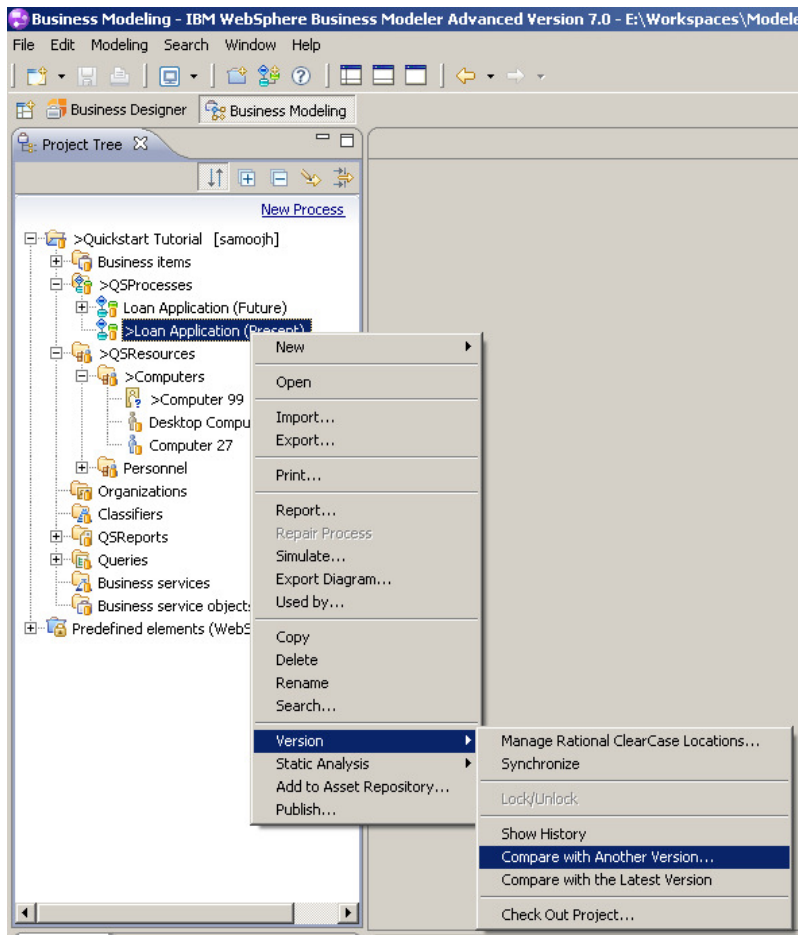 Business Modeling - IBM WebSphere Business Modeler Advanced Version 7.0 - E:\Workspaces\Modele
File Edit Modeling Search Window Help
Business Designer Business Modeling
Project Tree
New Process
>Quickstart Tutorial [samoojh]
Business items
>QSProcesses
Loan Application (Future)
>Loan Application (Present)
>QSResources
>Computers
>Computer 99
Desktop Compu
Computer 27
Personnel
Organizations
Classifiers
QSReports
Queries
Business services
Business service object
Predefined elements (WebS
New
Open
Import...
Export...
Print...
Report...
Repair Process
Simulate...
Export Diagram...
Used by...
Copy
Delete
Rename
Search...
Version
Static Analysis
Add to Asset Repository...
Publish...
Manage Rational ClearCase Locations...
Synchronize
Lock/Unlock
Show History
Compare with Another Version...
Compare with the Latest Version
Check Out Project...